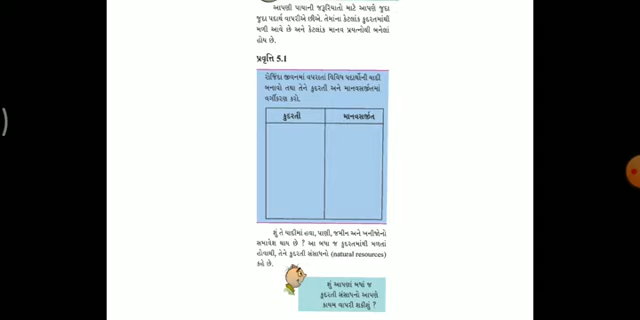 આપણી પાયાની જરૂરિયાતો માટે આપણે જુદા
જુદા પદાર્થ વાપરીએ છીએ. તેમાંના કેટલાંક કુદરતમાંથી
મળી આવે છે અને કેટલાંક માનવ પ્રયત્નોથી બનેલાં
હોય છે.
પ્રવૃત્તિ 5.1
રોજિંદા જીવનમાં વપરાતાં વિવિધ પદાર્થોની યાદી
બનાવો તથા તેને કુદરતી અને માનવસર્જીતમાં
વર્ગીકરણ કરો.
કુદરતી માનવસર્જીત
શું તે યાદીમાં હવા, પાણી, જમીન અને ખનીજોનો
સમાવેશ થાય છે ? આ બધા જ કુદરતમાંથી મળતાં
હોવાથી, તેને કુદરતી સંસાધનો (natural resources)
કહે છે.
શું આપણાં બધાં જ
કુદરતી સંસાધનો આપણે
કાયમ વાપરી શકીશું ?